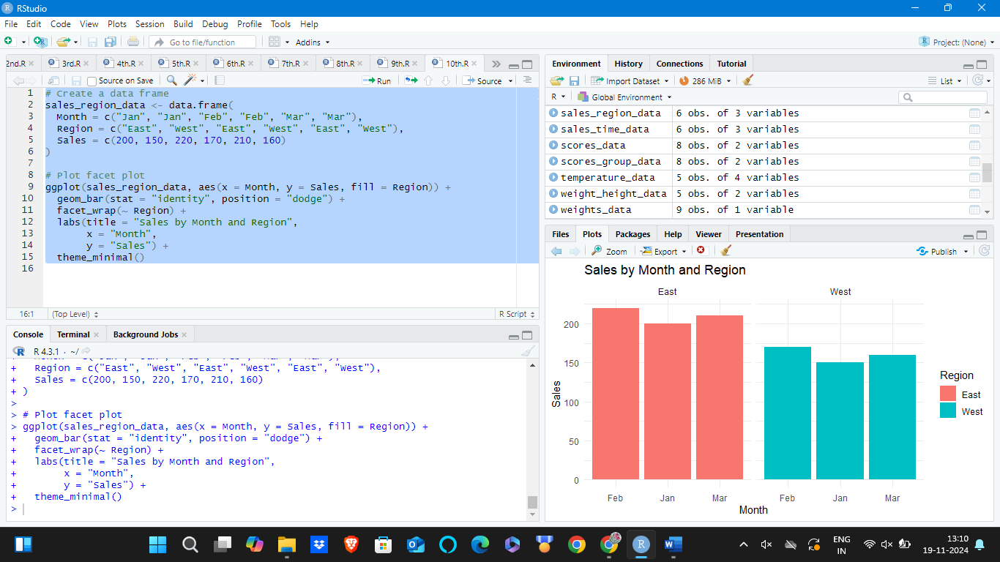 RStudio
File Edit Code View Plots Session Build Debug Profile Tools Help
Go to file/function Addins Project: (None)
2nd.R 3rd.R 4th.R 5th.R 6th.R 7th.R 8th.R 9th.R 10th.R
Source on Save Run Source
1 # Create a data frame
2 sales_region_data <- data.frame(
3 Month = c("Jan", "Jan", "Feb", "Feb", "Mar", "Mar"),
4 Region = c("East", "West", "East", "West", "East", "West"),
5 Sales = c(200, 150, 220, 170, 210, 160)
6 )
7
8 # Plot facet plot
9 ggplot(sales_region_data, aes(x = Month, y = Sales, fill = Region)) +
10 geom_bar(stat = "identity", position = "dodge") +
11 facet_wrap(~ Region) +
12 labs(title = "Sales by Month and Region",
13 x = "Month",
14 y = "Sales") +
15 theme_minimal()
16
16:1 (Top Level) R Script
Console Terminal Background Jobs
R 4.3.1 · ~/
+ Region = c("East", "West", "East", "West", "East", "West"),
+ Sales = c(200, 150, 220, 170, 210, 160)
+ )
>
> # Plot facet plot
> ggplot(sales_region_data, aes(x = Month, y = Sales, fill = Region)) +
+ geom_bar(stat = "identity", position = "dodge") +
+ facet_wrap(~ Region) +
+ labs(title = "Sales by Month and Region",
+ x = "Month",
+ y = "Sales") +
+ theme_minimal()
>
Environment History Connections Tutorial
Import Dataset 286 MiB List
R Global Environment
sales_region_data 6 obs. of 3 variables
sales_time_data 6 obs. of 3 variables
scores_data 8 obs. of 2 variables
scores_group_data 8 obs. of 2 variables
temperature_data 5 obs. of 4 variables
weight_height_data 5 obs. of 2 variables
weights_data 9 obs. of 1 variable
Files Plots Packages Help Viewer Presentation
Zoom Export Publish
Sales by Month and Region
East West
200
150
100
50
0
Sales
Feb Jan Mar Feb Jan Mar
Month
Region
East
West
ENG
IN
13:10
19-11-2024